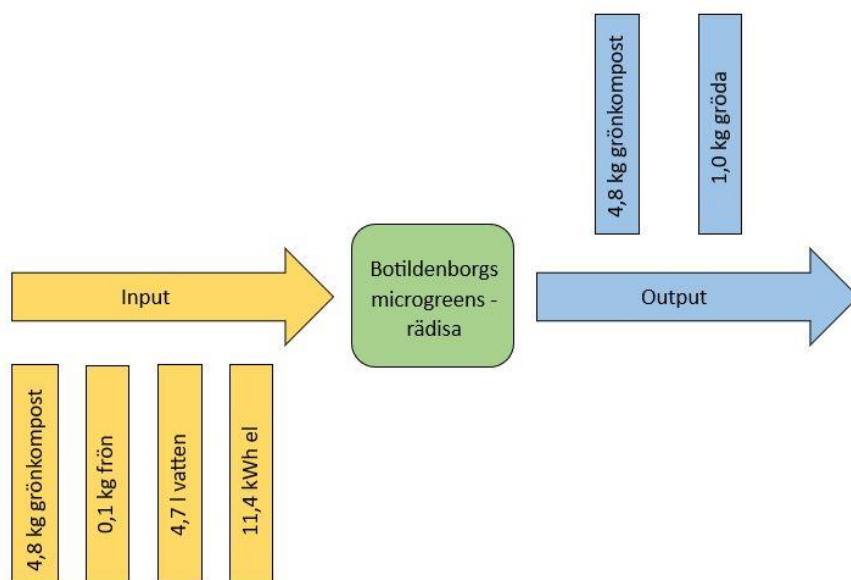 4,8 kg grönkompost
1,0 kg gröda
Input
Botildenborgs
microgreens -
rädisa
Output
4,8 kg grönkompost
0,1 kg frön
4,7 l vatten
11,4 kWh el